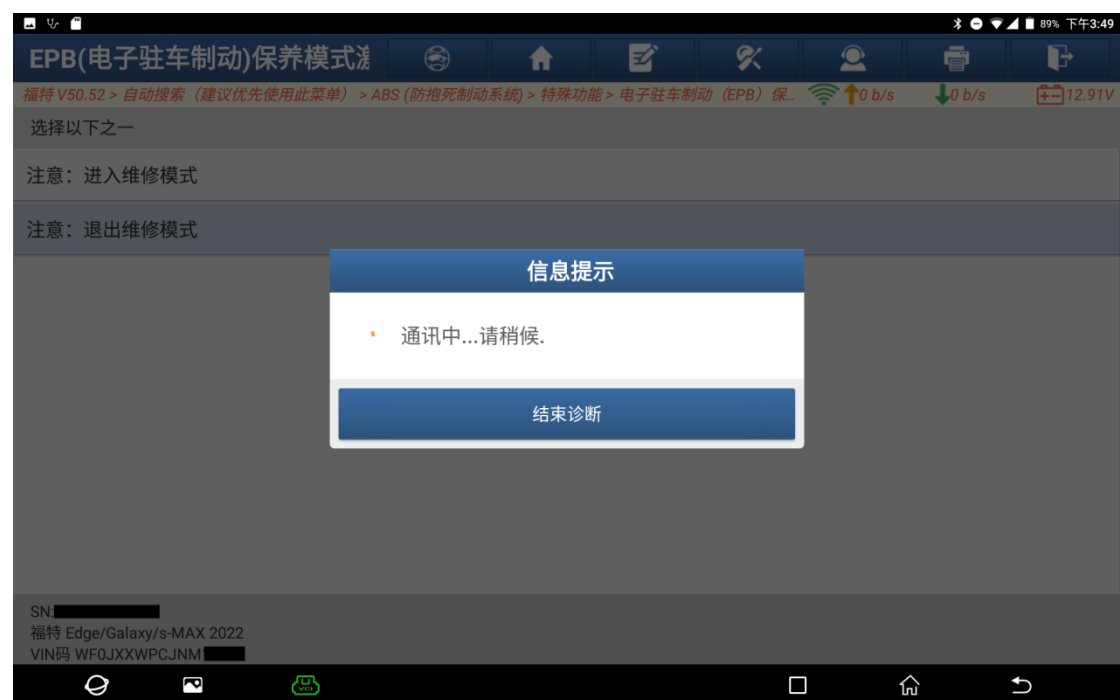 89% 下午3:49
EPB(电子驻车制动)保养模式激
福特 V50.52 > 自动搜索（建议优先使用此菜单） > ABS (防抱死制动系统) > 特殊功能 > 电子驻车制动（EPB）保... 0 b/s 0 b/s 12.91V
选择以下之一
注意：进入维修模式
注意：退出维修模式
信息提示
通讯中...请稍候.
结束诊断
SN:
福特 Edge/Galaxy/s-MAX 2022
VIN码 WF0JXXWPCJNM
VCI